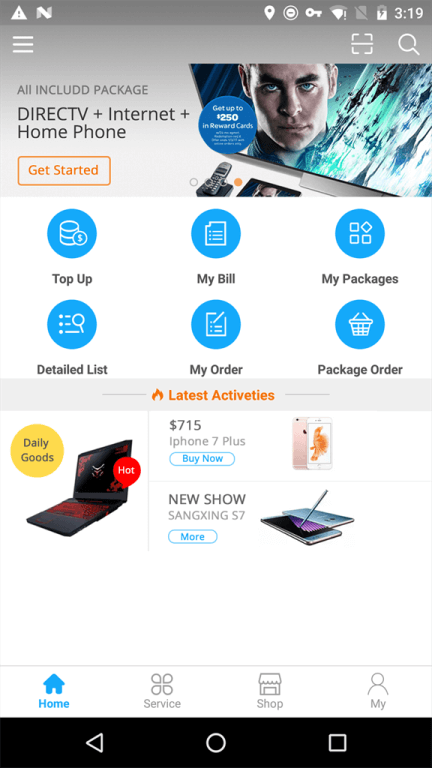 3:19
All INCLUDD PACKAGE
DIRECTV + Internet +
Home Phone
Get Started
Get up to
$250
in Reward Cards
Top Up
My Bill
My Packages
Detailed List
My Order
Package Order
Latest Activeties
Daily
Goods
Hot
$715
Iphone 7 Plus
Buy Now
NEW SHOW
SANGXING S7
More
Home
Service
Shop
My